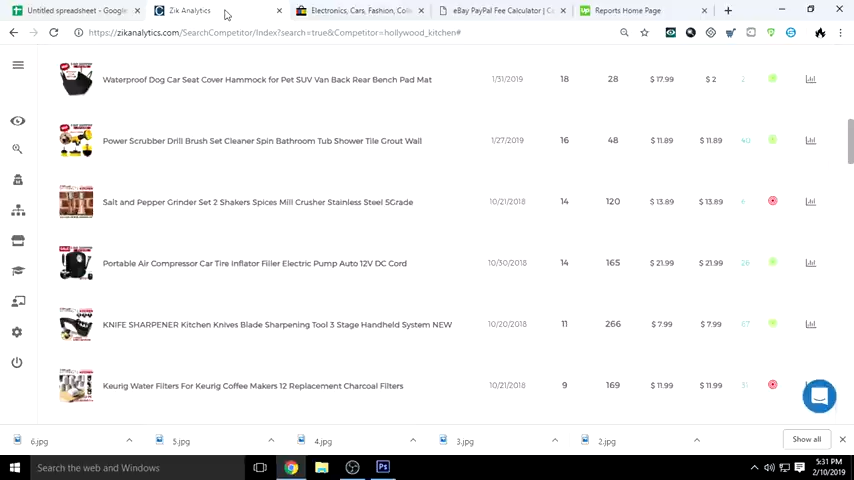 Untitled spreadsheet - Google
Zik Analytics
Electronics, Cars, Fashion, Coll
eBay PayPal Fee Calculator | Ca
Reports Home Page
https://zikanalytics.com/SearchCompetitor/Index?search=true&Competitor=hollywood_kitchen#
Waterproof Dog Car Seat Cover Hammock for Pet SUV Van Back Rear Bench Pad Mat 1/31/2019 18 28 $ 17.99 $ 2 2
Power Scrubber Drill Brush Set Cleaner Spin Bathroom Tub Shower Tile Grout Wall 1/27/2019 16 48 $ 11.89 $ 11.89 40
Salt and Pepper Grinder Set 2 Shakers Spices Mill Crusher Stainless Steel 5Grade 10/21/2018 14 120 $ 13.89 $ 13.89 6
Portable Air Compressor Car Tire Inflator Filler Electric Pump Auto 12V DC Cord 10/30/2018 14 165 $ 21.99 $ 21.99 26
KNIFE SHARPENER Kitchen Knives Blade Sharpening Tool 3 Stage Handheld System NEW 10/20/2018 11 266 $ 7.99 $ 7.99 67
Keurig Water Filters For Keurig Coffee Makers 12 Replacement Charcoal Filters 10/21/2018 9 169 $ 11.99 $ 11.99 31
6.jpg
5.jpg
4.jpg
3.jpg
2.jpg
Show all
Search the web and Windows
Ps
5:31 PM
2/10/2019